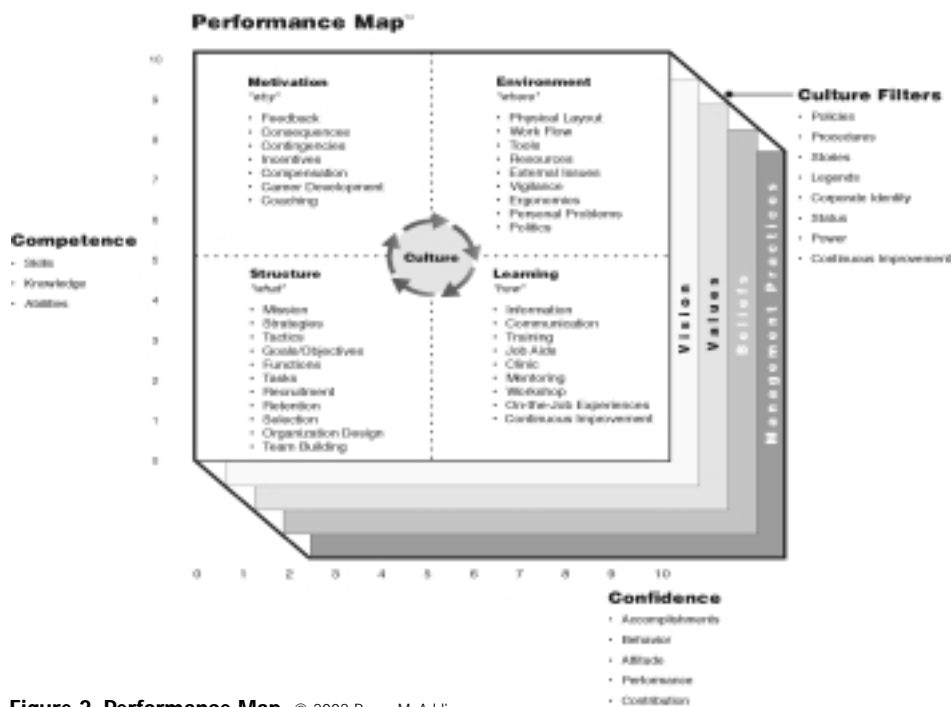 Performance Map™
10
9
8
7
6
5
4
3
2
1
0
Competence
• Skills
• Knowledge
• Abilities
Motivation
"why"
• Feedback
• Consequences
• Contingencies
• Incentives
• Compensation
• Career Development
• Coaching
Environment
"where"
• Physical Layout
• Work Flow
• Tools
• Resources
• External Issues
• Vigilance
• Ergonomics
• Personal Problems
• Politics
Culture
Structure
"what"
• Mission
• Strategies
• Tactics
• Goals/Objectives
• Functions
• Tasks
• Recruitment
• Retention
• Selection
• Organization Design
• Team Building
Learning
"how"
• Information
• Communication
• Training
• Job Aids
• Clinic
• Mentoring
• Workshop
• On-the-Job Experiences
• Continuous Improvement
Vision
Values
Beliefs
Management Practices
Culture Filters
• Policies
• Procedures
• Stories
• Legends
• Corporate Identity
• Status
• Power
• Continuous Improvement
0 1 2 3 4 5 6 7 8 9 10
Confidence
• Accomplishments
• Behavior
• Attitude
• Performance
• Contribution
Figure 2. Performance Map.